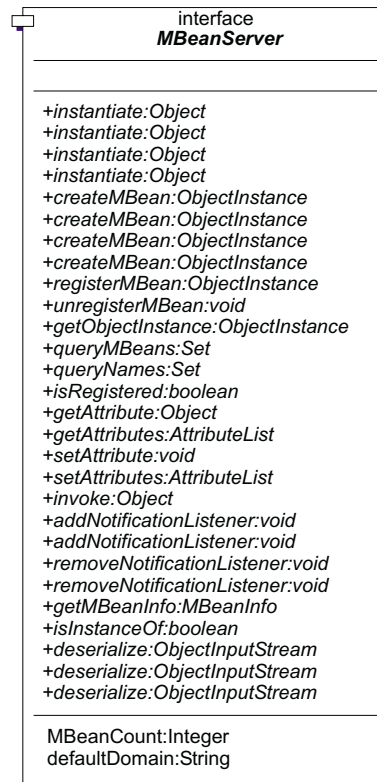 interface
MBeanServer
+instantiate:Object
+instantiate:Object
+instantiate:Object
+instantiate:Object
+createMBean:ObjectInstance
+createMBean:ObjectInstance
+createMBean:ObjectInstance
+createMBean:ObjectInstance
+registerMBean:ObjectInstance
+unregisterMBean:void
+getObjectInstance:ObjectInstance
+queryMBeans:Set
+queryNames:Set
+isRegistered:boolean
+getAttribute:Object
+getAttributes:AttributeList
+setAttribute:void
+setAttributes:AttributeList
+invoke:Object
+addNotificationListener:void
+addNotificationListener:void
+removeNotificationListener:void
+removeNotificationListener:void
+getMBeanInfo:MBeanInfo
+isInstanceOf:boolean
+deserialize:ObjectInputStream
+deserialize:ObjectInputStream
+deserialize:ObjectInputStream
MBeanCount:Integer
defaultDomain:String